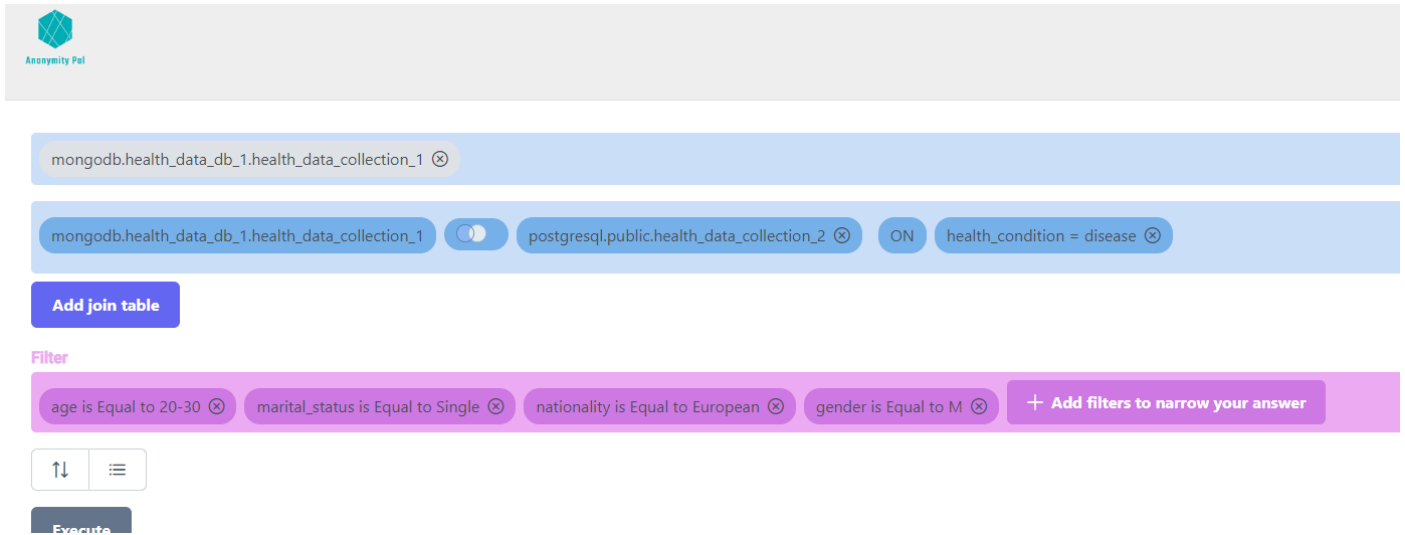 Anonymity Pal
mongodb.health_data_db_1.health_data_collection_1
mongodb.health_data_db_1.health_data_collection_1 postgresql.public.health_data_collection_2 ON health_condition = disease
Add join table
Filter
age is Equal to 20-30 marital_status is Equal to Single nationality is Equal to European gender is Equal to M + Add filters to narrow your answer
Execute